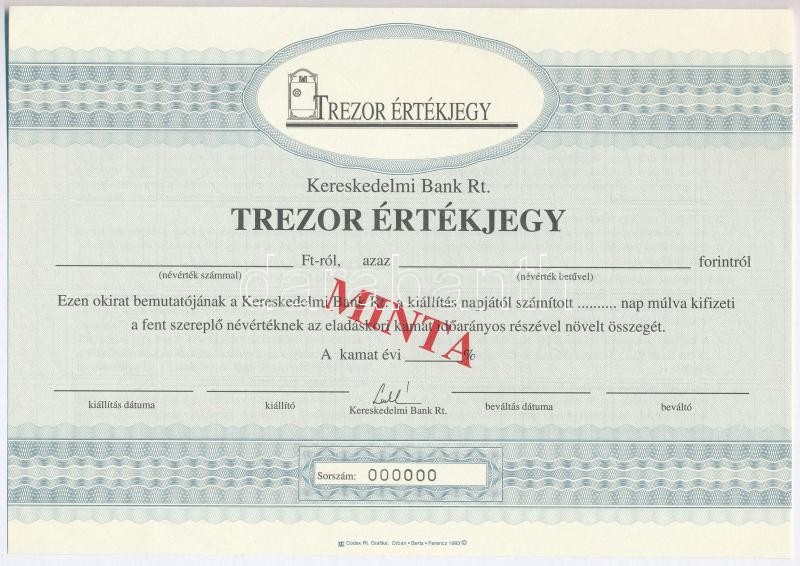 TREZOR ÉRTÉKJEGY
Kereskedelmi Bank Rt.
TREZOR ÉRTÉKJEGY
Ft-ról, azaz forintról
(névérték számmal) (névérték betűvel)
darabanth
Ezen okirat bemutatójának a Kereskedelmi Bank Rt. a kiállítás napjától számított .......... nap múlva kifizeti
a fent szereplő névértéknek az eladáskori kamat időarányos részével növelt összegét.
MINTA
A kamat évi ______%
kiállítás dátuma kiállító Kereskedelmi Bank Rt. beváltás dátuma beváltó
Sorszám: 000000
Codex Rt. Grafika: Orbán • Berta • Ferencz 1993 ©